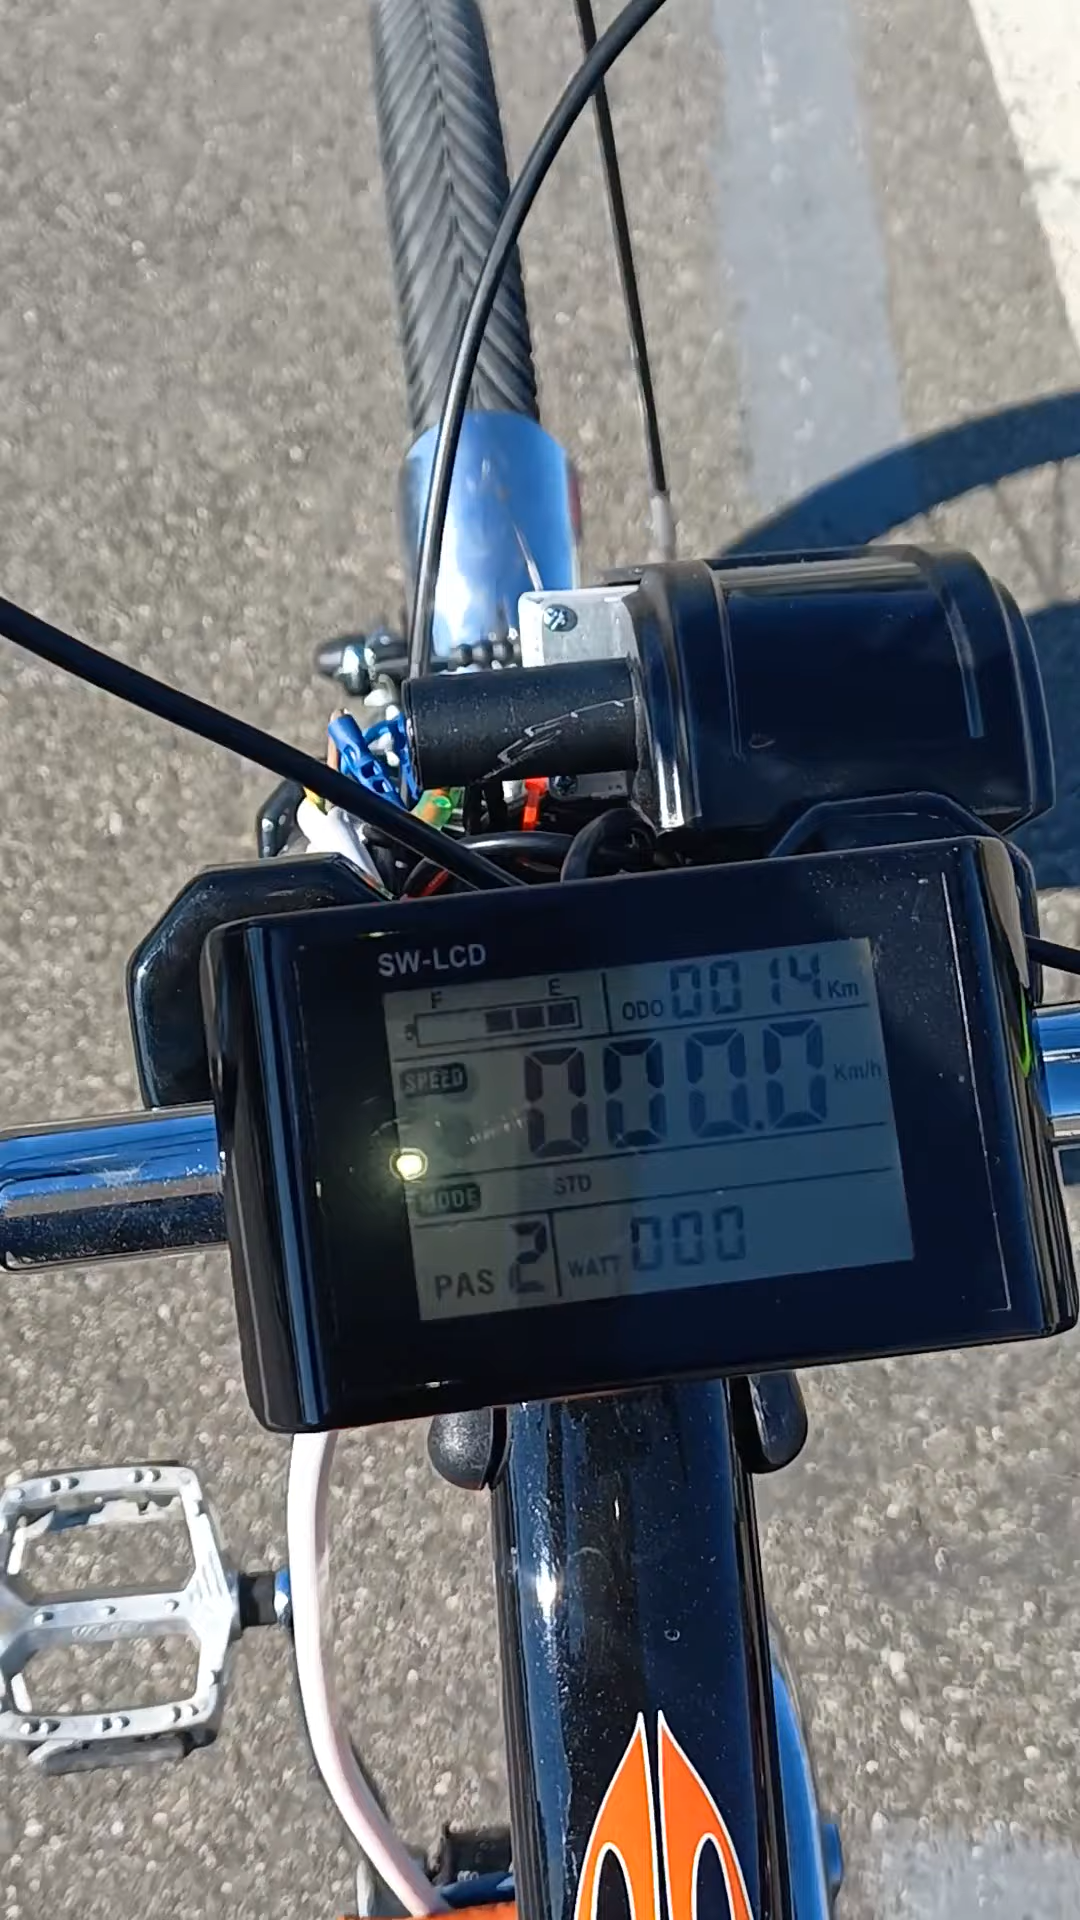 SW-LCD
F E
ODO 0014 Km
SPEED 000.0 Km/h
MODE STD
PAS 2 WATT 000